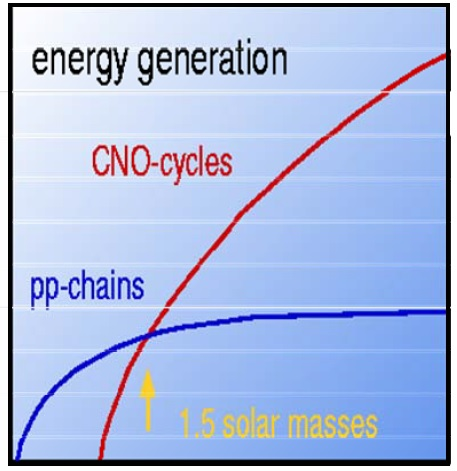 energy generation
CNO-cycles
pp-chains
1.5 solar masses